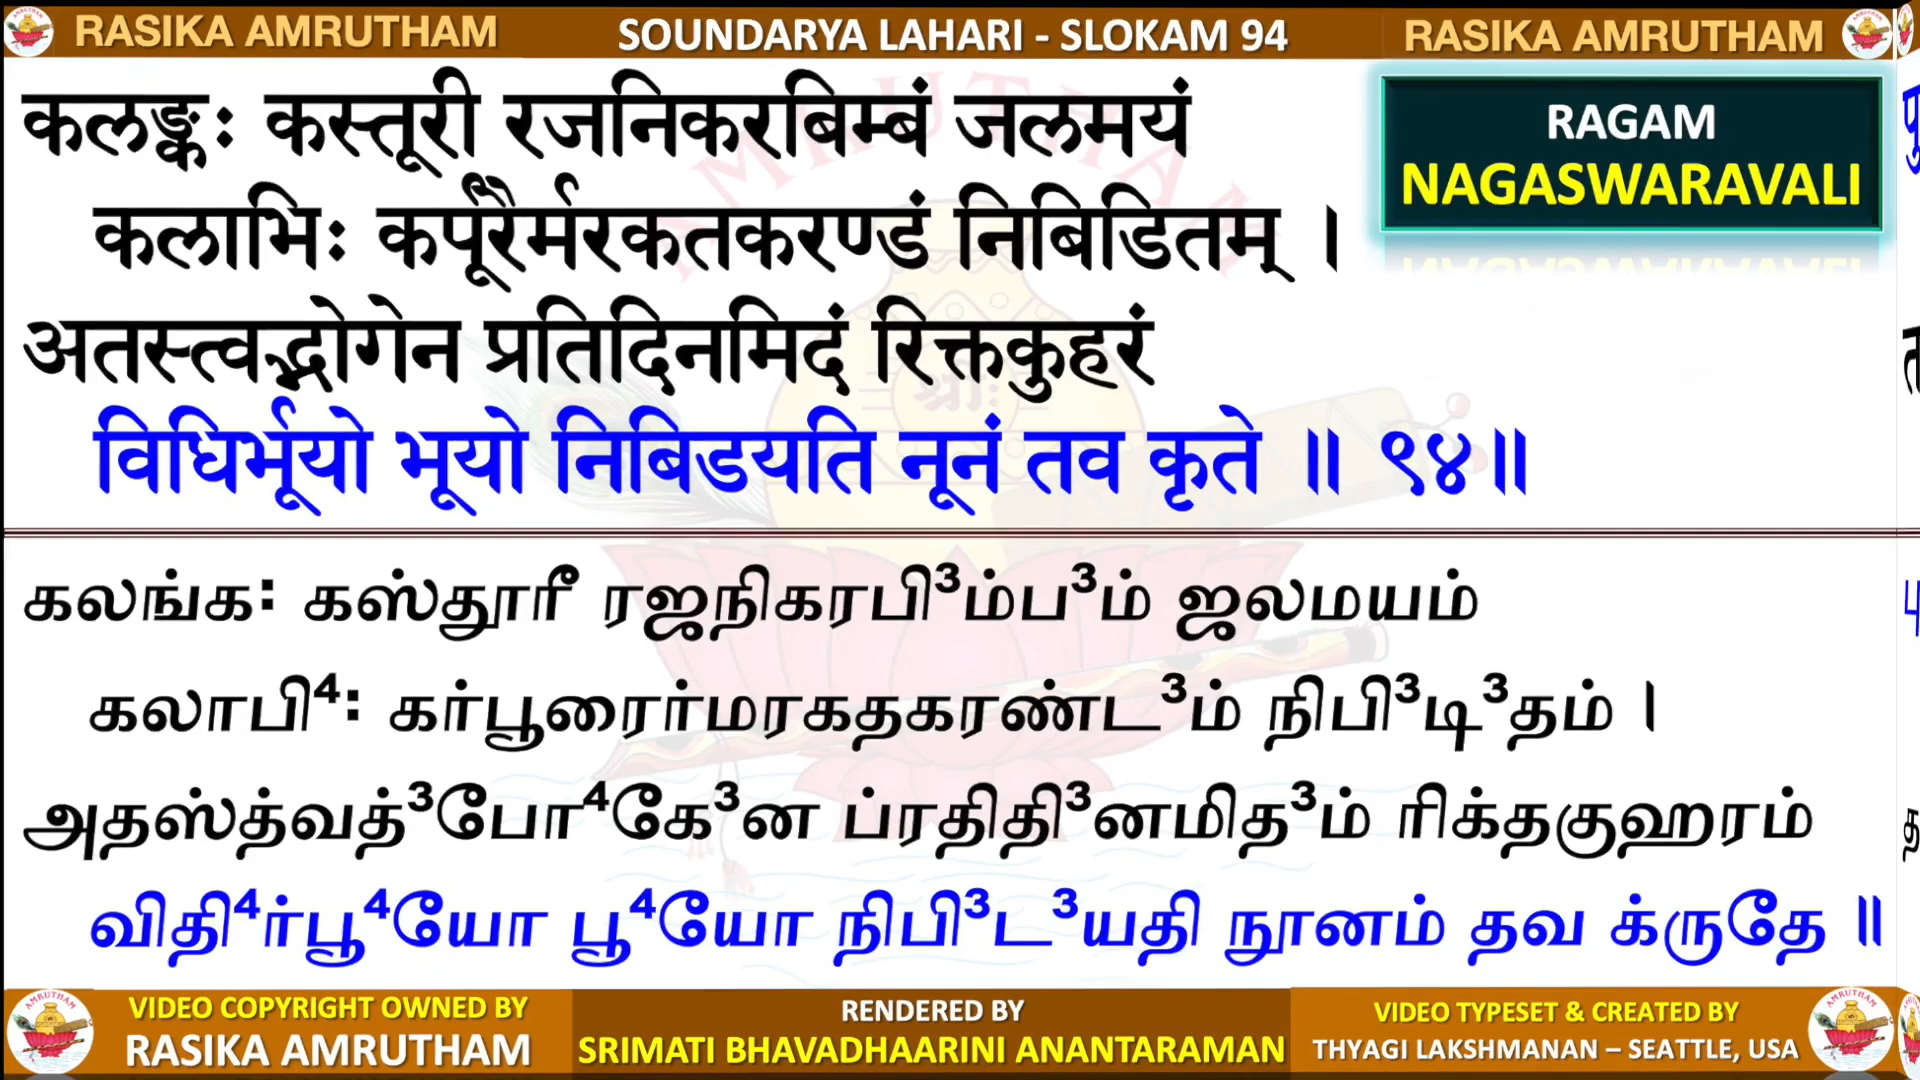 RASIKA AMRUTHAM
SOUNDARYA LAHARI - SLOKAM 94
RASIKA AMRUTHAM
कलङ्कः कस्तूरी रजनिकरबिम्बं जलमयं
RAGAM
NAGASWARAVALI
कलाभिः कर्पूरैर्मरकतकरण्डं निबिडितम् ।
अतस्त्वद्भोगेन प्रतिदिनमिदं रिक्तकुहरं
विधिर्भूयो भूयो निबिडयति नूनं तव कृते ॥ ९४॥
கலங்க: கஸ்தூரீ ரஜநிகரபி³ம்ப³ம் ஜலமயம்
கலாபி⁴: கர்பூரைர்மரகதகரண்ட³ம் நிபி³டி³தம் ।
அதஸ்த்வத்³போ⁴கே³ன ப்ரதிதி³னமித³ம் ரிக்தகுஹரம்
விதி⁴ர்பூ⁴யோ பூ⁴யோ நிபி³ட³யதி நூனம் தவ க்ருதே ॥
VIDEO COPYRIGHT OWNED BY
RASIKA AMRUTHAM
RENDERED BY
SRIMATI BHAVADHAARINI ANANTARAMAN
VIDEO TYPESET & CREATED BY
THYAGI LAKSHMANAN – SEATTLE, USA